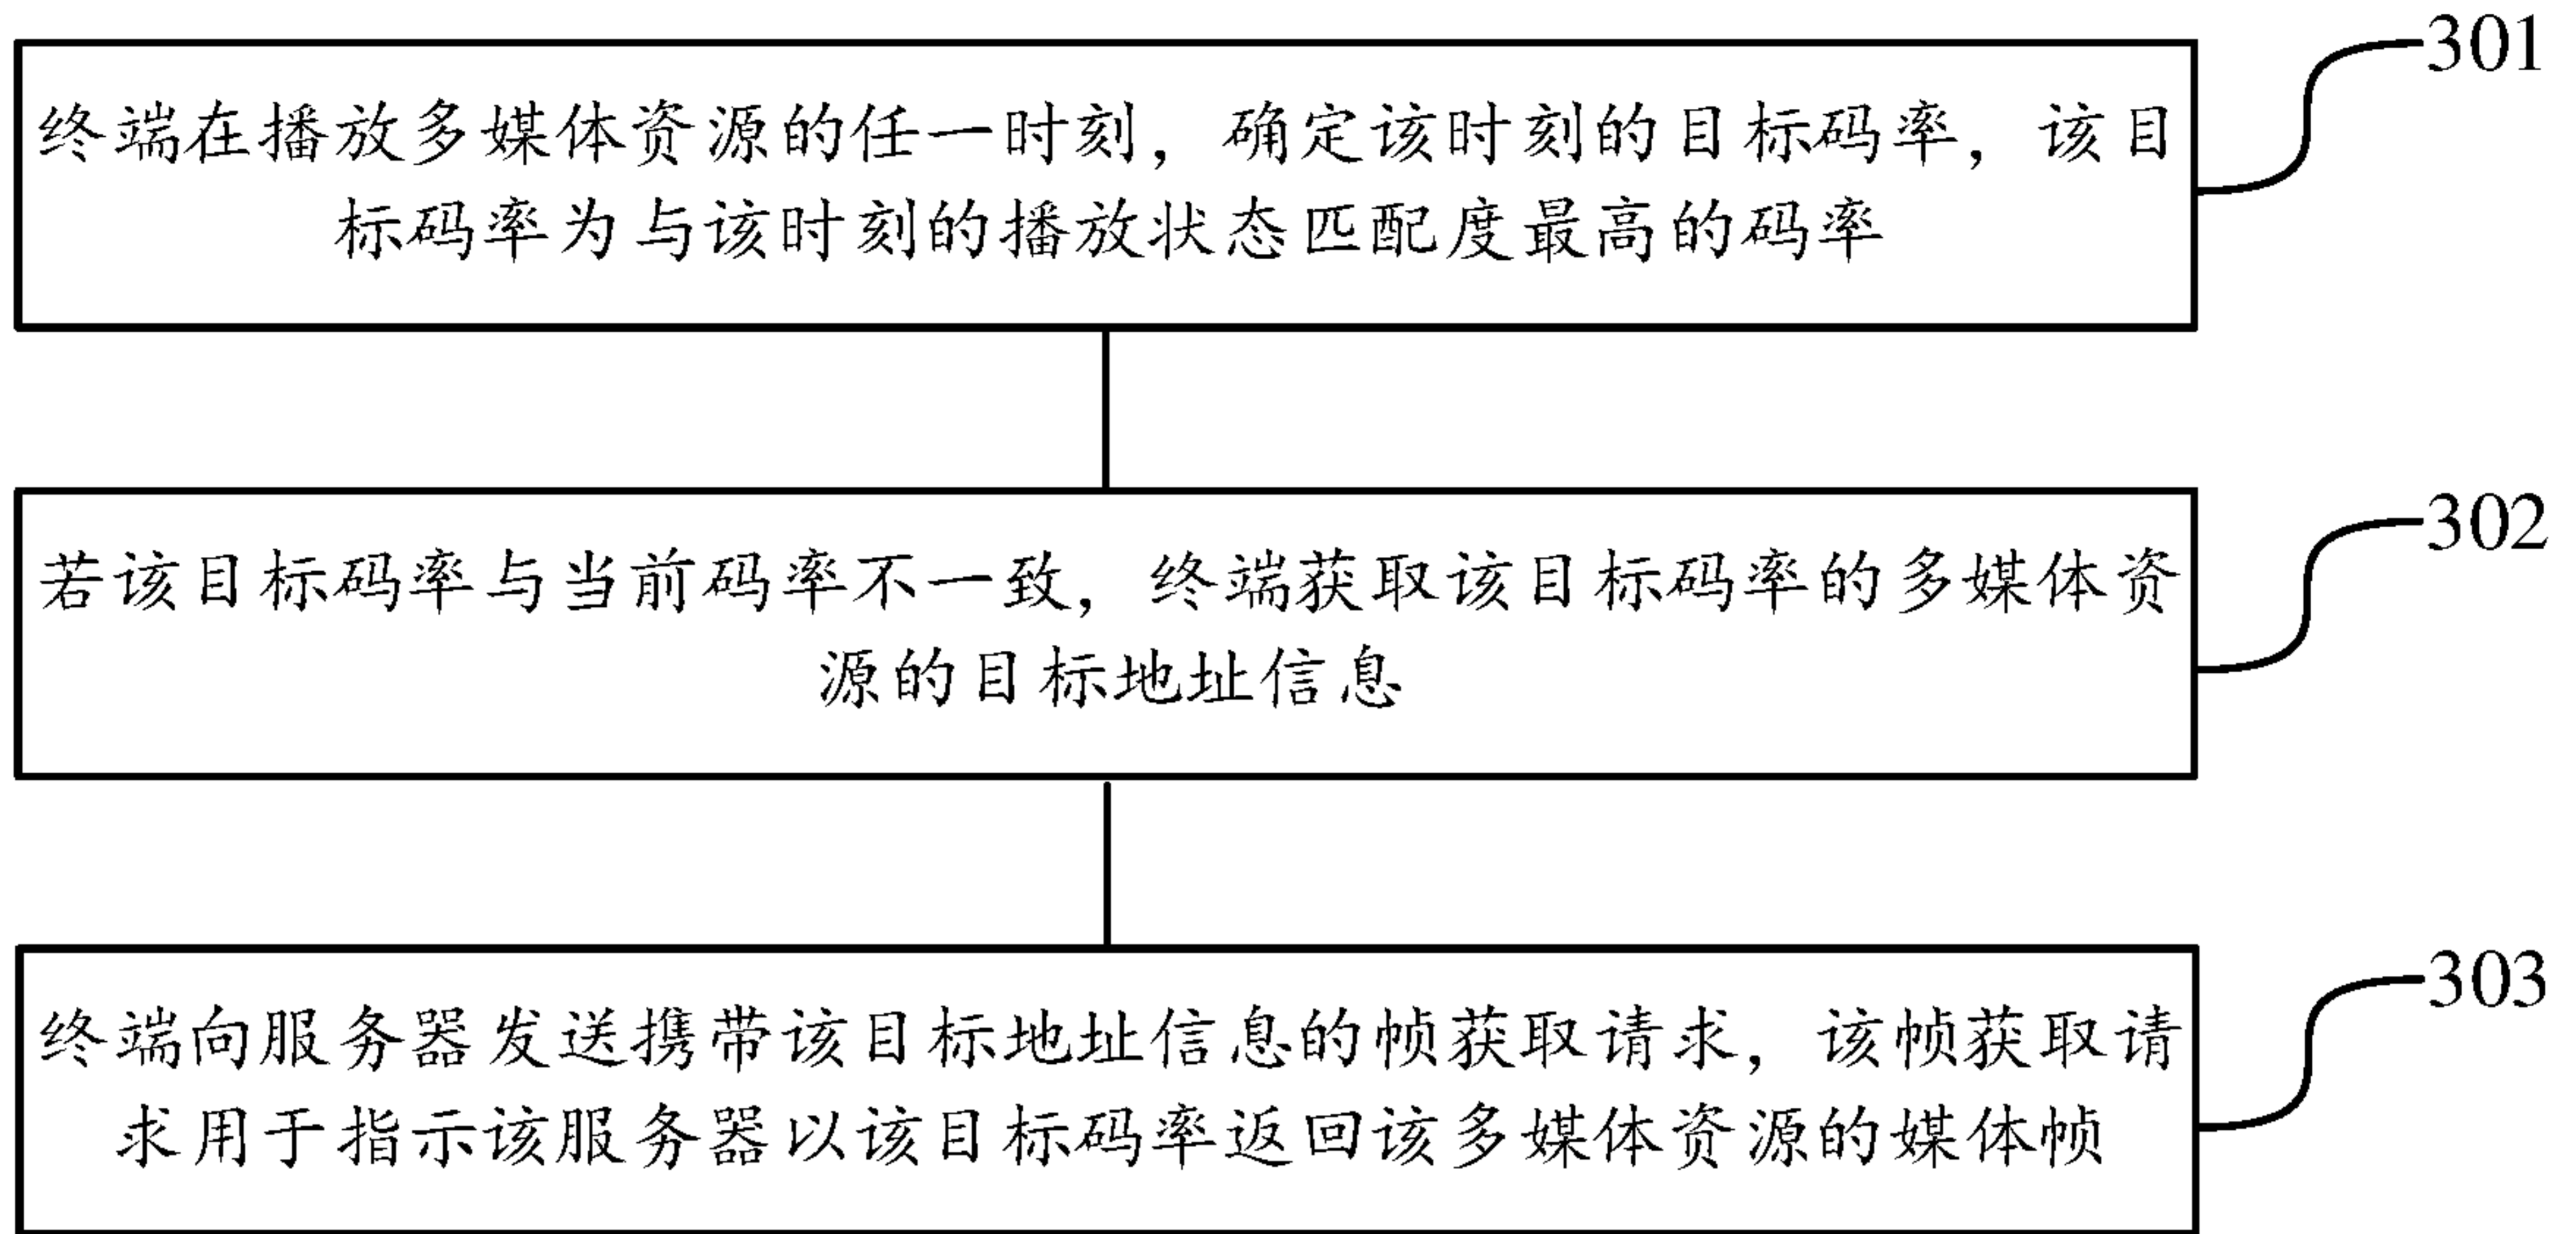 301
终端在播放多媒体资源的任一时刻，确定该时刻的目标码率，该目
标码率为与该时刻的播放状态匹配度最高的码率
302
若该目标码率与当前码率不一致，终端获取该目标码率的多媒体资
源的目标地址信息
303
终端向服务器发送携带该目标地址信息的帧获取请求，该帧获取请
求用于指示该服务器以该目标码率返回该多媒体资源的媒体帧